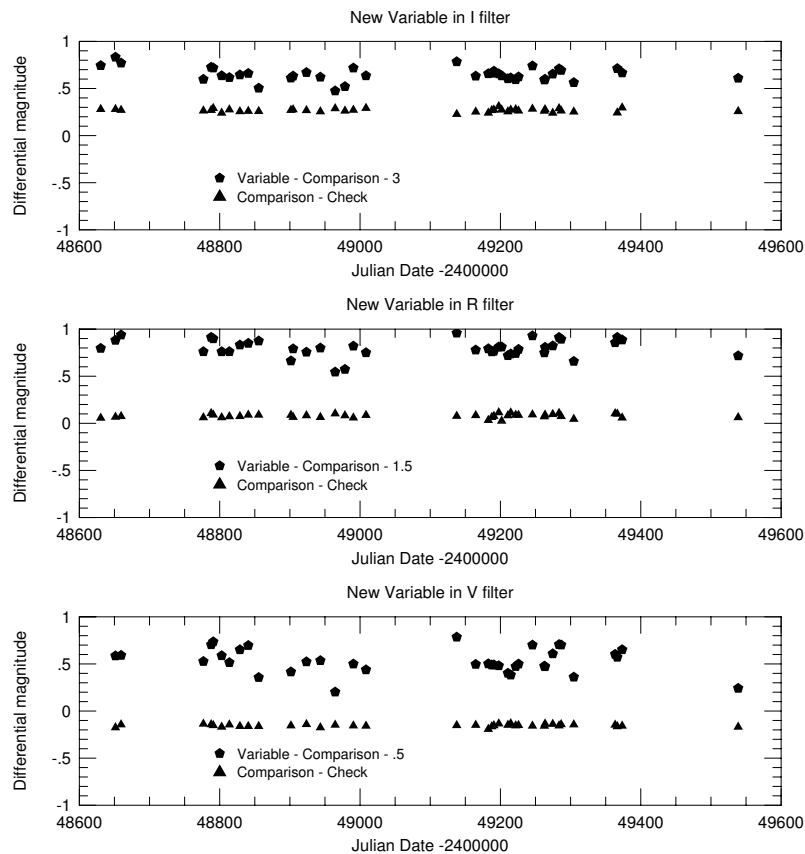 New Variable in I filter
Differential magnitude
1
.5
0
-.5
-1
Variable - Comparison - 3
Comparison - Check
48600 48800 49000 49200 49400 49600
Julian Date -2400000
New Variable in R filter
Differential magnitude
1
.5
0
-.5
-1
Variable - Comparison - 1.5
Comparison - Check
48600 48800 49000 49200 49400 49600
Julian Date -2400000
New Variable in V filter
Differential magnitude
1
.5
0
-.5
-1
Variable - Comparison - .5
Comparison - Check
48600 48800 49000 49200 49400 49600
Julian Date -2400000